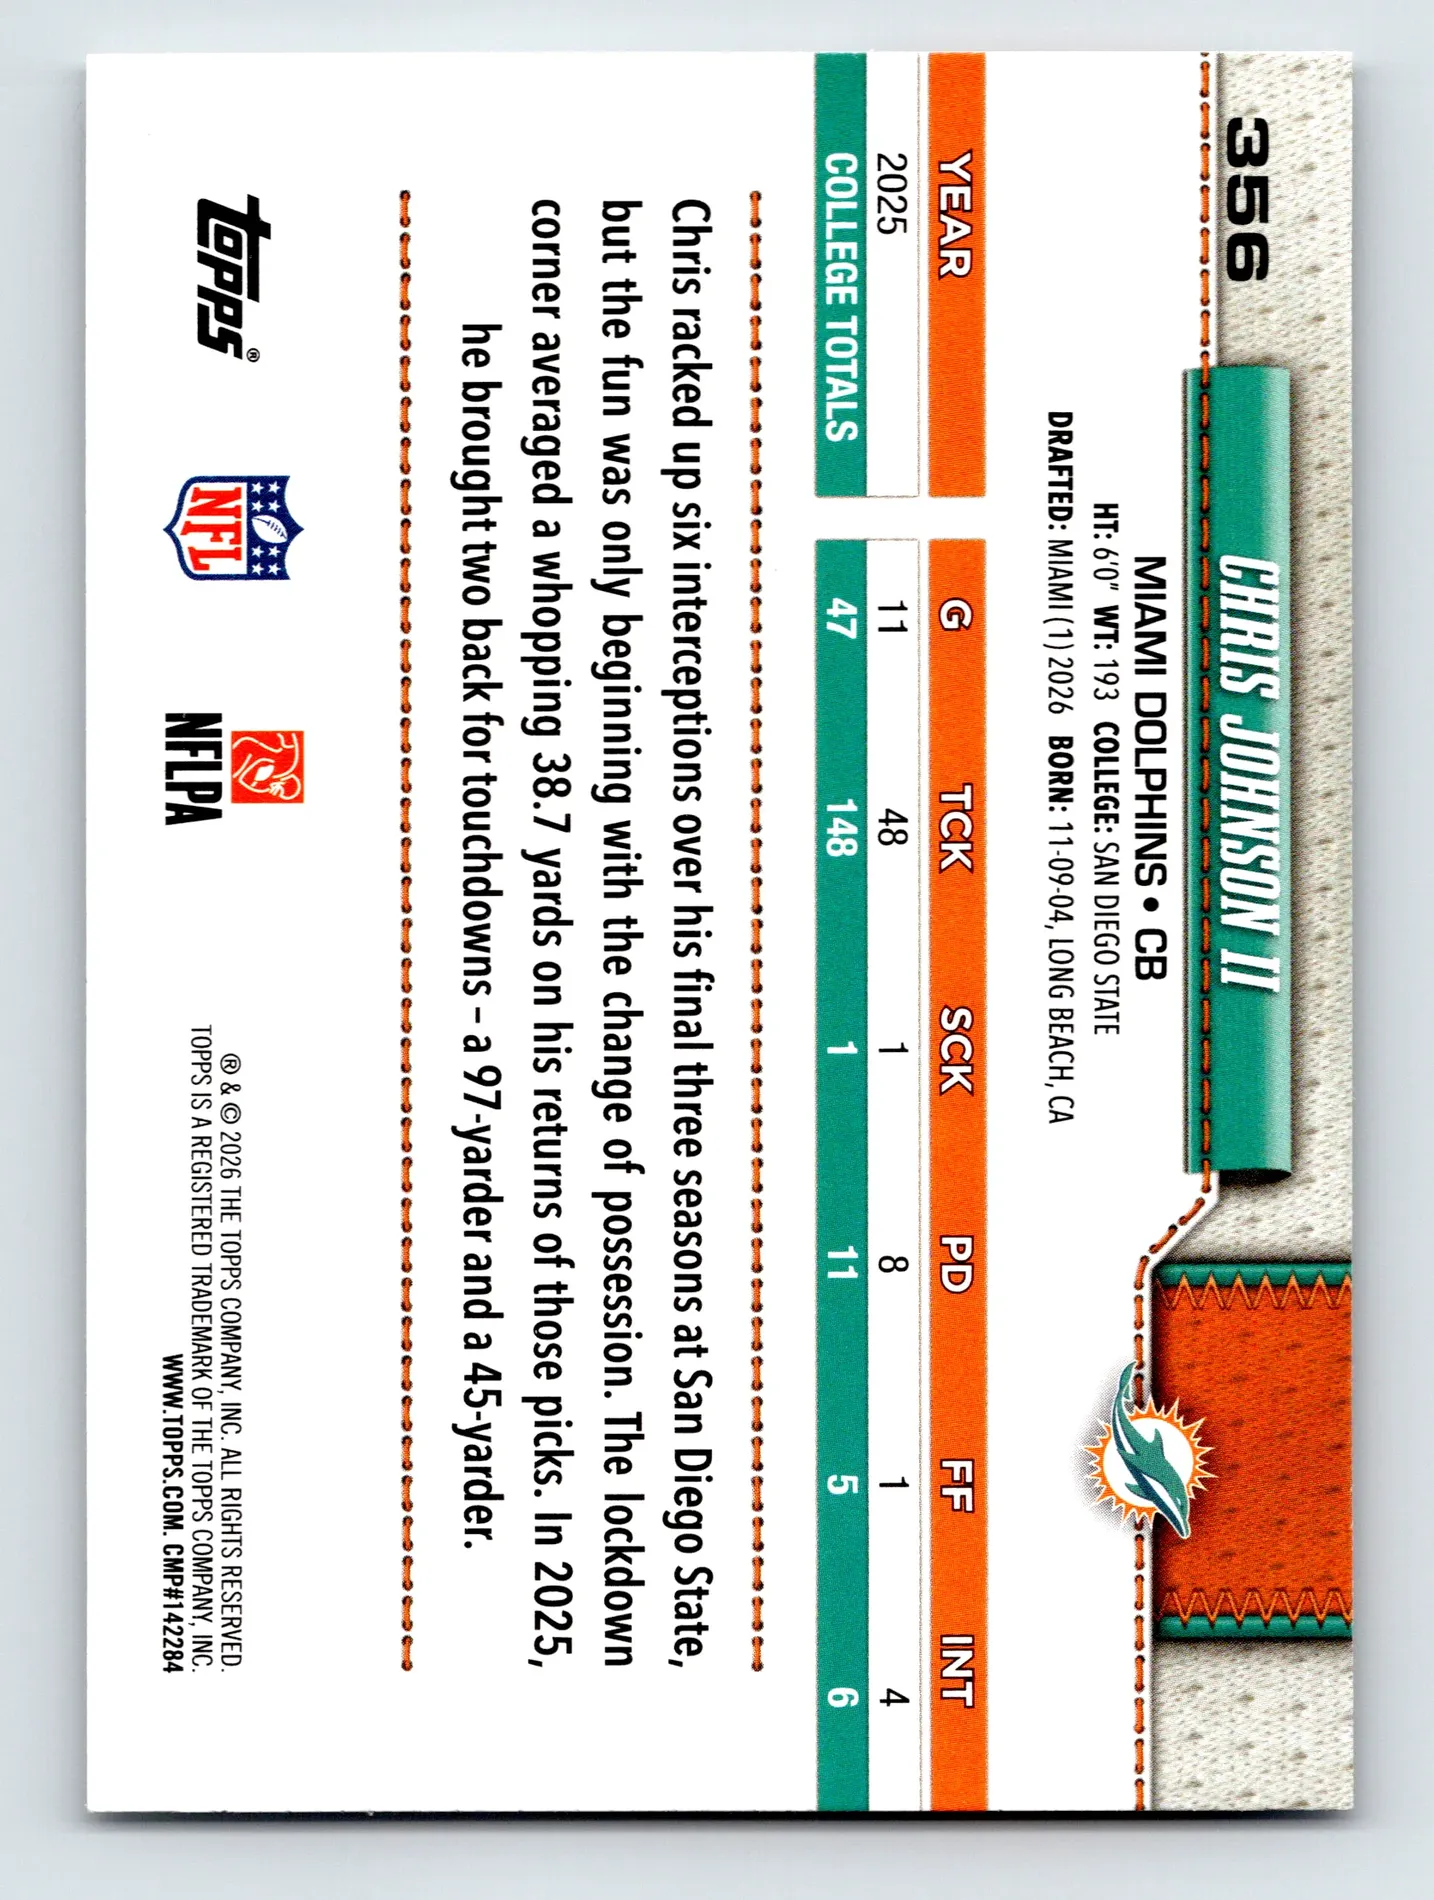 356
CHRIS JOHNSON II
MIAMI DOLPHINS • CB
HT: 6'0" WT: 193 COLLEGE: SAN DIEGO STATE
DRAFTED: MIAMI (1) 2026 BORN: 11-09-04, LONG BEACH, CA
YEAR G TCK SCK PD FF INT
2025 11 48 1 8 1 4
COLLEGE TOTALS 47 148 1 11 5 6
Chris racked up six interceptions over his final three seasons at San Diego State,
but the fun was only beginning with the change of possession. The lockdown
corner averaged a whopping 38.7 yards on his returns of those picks. In 2025,
he brought two back for touchdowns – a 97-yarder and a 45-yarder.
topps®
NFL
NFLPA
® & © 2026 THE TOPPS COMPANY, INC. ALL RIGHTS RESERVED.
TOPPS IS A REGISTERED TRADEMARK OF THE TOPPS COMPANY, INC.
WWW.TOPPS.COM. CMP#142284